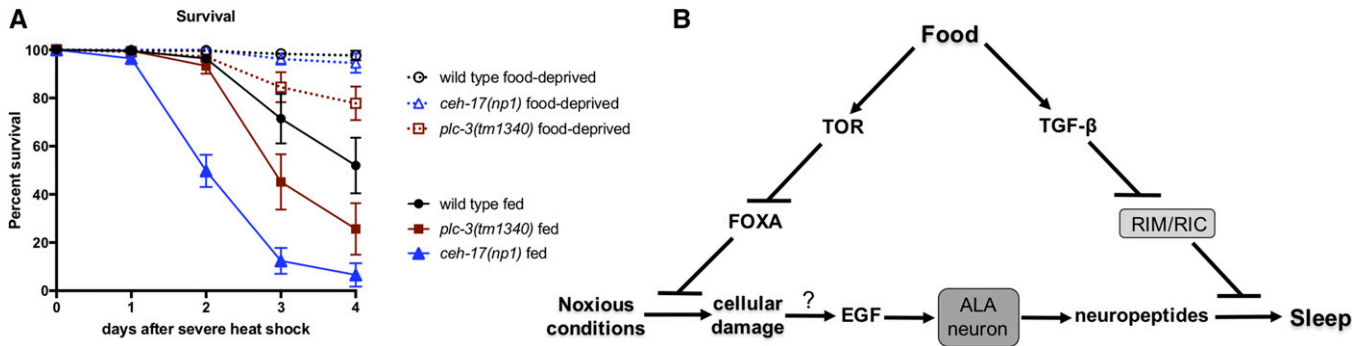 A
Survival
100
80
60
40
20
0
Percent survival
0 1 2 3 4
days after severe heat shock
wild type food-deprived
ceh-17(np1) food-deprived
plc-3(tm1340) food-deprived
wild type fed
plc-3(tm1340) fed
ceh-17(np1) fed
B
Food
TOR
TGF-β
FOXA
RIM/RIC
Noxious
conditions
cellular
damage
?
EGF
ALA
neuron
neuropeptides
Sleep